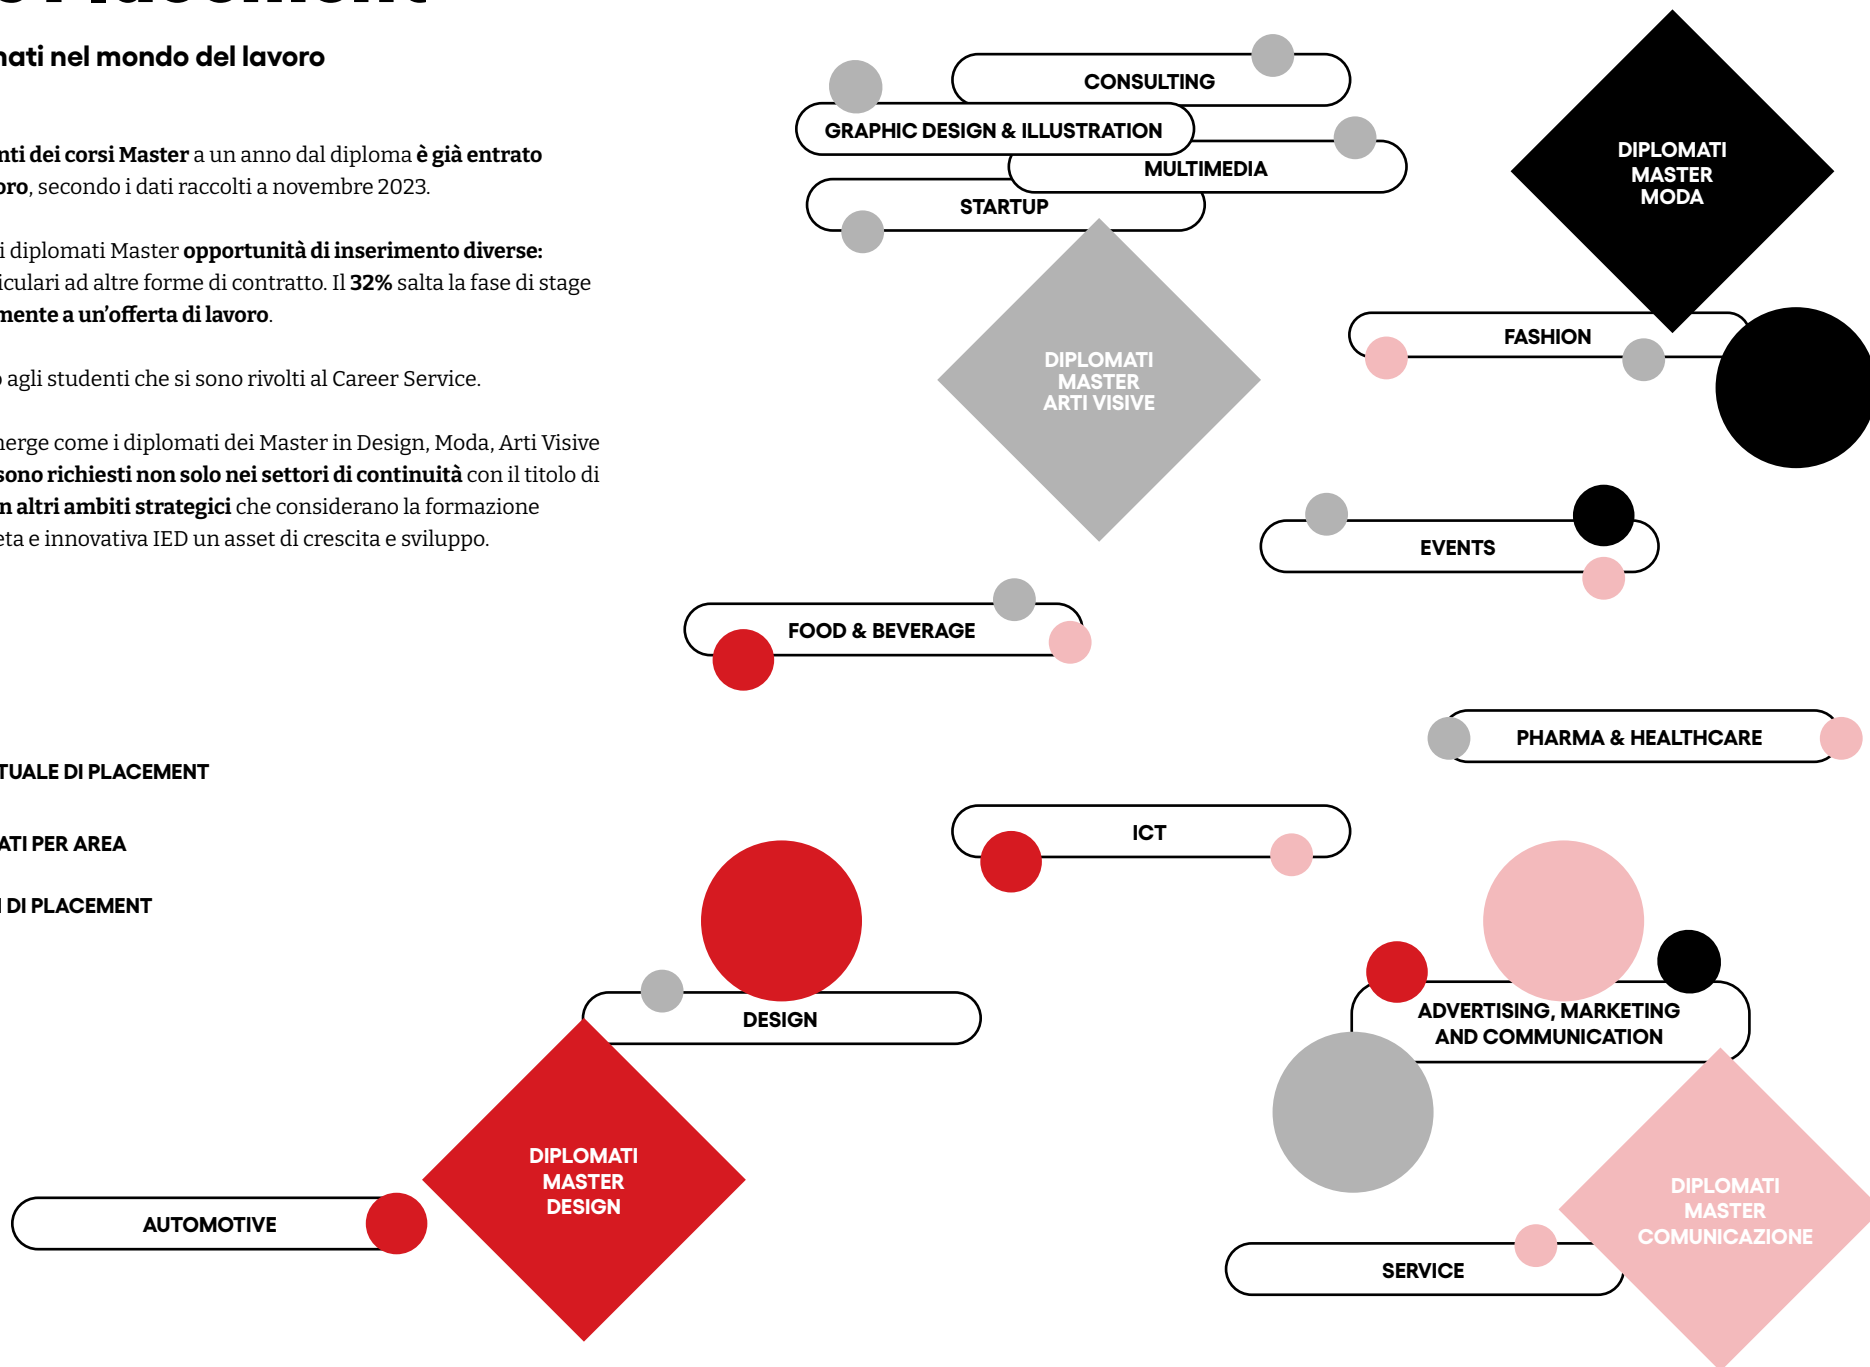 Placement
nati nel mondo del lavoro
nti dei corsi Master a un anno dal diploma è già entrato
oro, secondo i dati raccolti a novembre 2023.
i diplomati Master opportunità di inserimento diverse:
iculari ad altre forme di contratto. Il 32% salta la fase di stage
mente a un’offerta di lavoro.
o agli studenti che si sono rivolti al Career Service.
nerge come i diplomati dei Master in Design, Moda, Arti Visive
sono richiesti non solo nei settori di continuità con il titolo di
n altri ambiti strategici che considerano la formazione
eta e innovativa IED un asset di crescita e sviluppo.
TUALE DI PLACEMENT
ATI PER AREA
I DI PLACEMENT
CONSULTING
GRAPHIC DESIGN & ILLUSTRATION
MULTIMEDIA
STARTUP
DIPLOMATI
MASTER
MODA
DIPLOMATI
MASTER
ARTI VISIVE
FASHION
EVENTS
FOOD & BEVERAGE
PHARMA & HEALTHCARE
ICT
DESIGN
ADVERTISING, MARKETING
AND COMMUNICATION
DIPLOMATI
MASTER
DESIGN
AUTOMOTIVE
DIPLOMATI
MASTER
COMUNICAZIONE
SERVICE